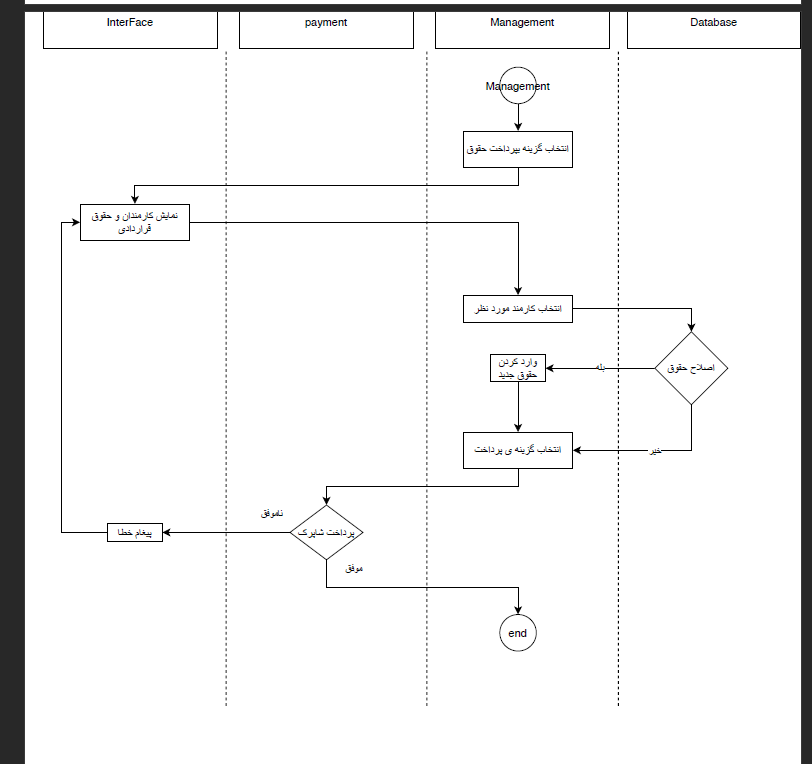 InterFace
payment
Management
Database
Management
انتخاب گزینه بپرداخت حقوق
نمایش کارمندان و حقوق
قراردادی
انتخاب کارمند مورد نظر
اصلاح حقوق
بله
وارد کردن
حقوق جدید
خیر
انتخاب گزینه ی پرداخت
ناموفق
پرداخت شاپرک
پیغام خطا
موفق
end